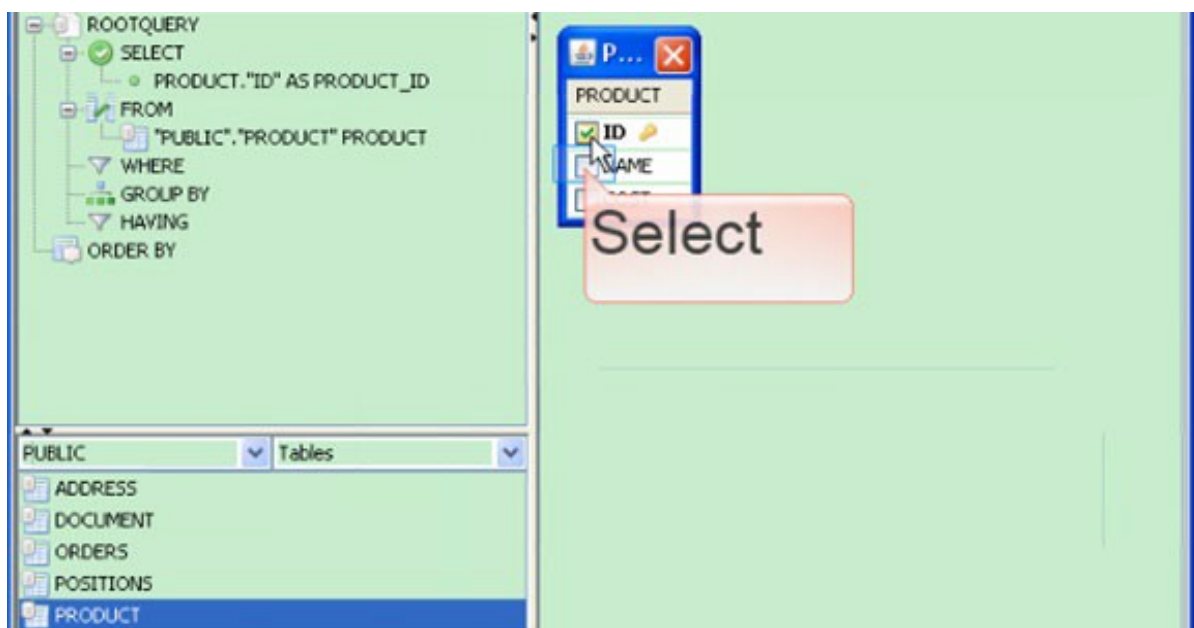 ROOTQUERY
SELECT
PRODUCT."ID" AS PRODUCT_ID
FROM
"PUBLIC"."PRODUCT" PRODUCT
WHERE
GROUP BY
HAVING
ORDER BY
PUBLIC Tables
ADDRESS
DOCUMENT
ORDERS
POSITIONS
PRODUCT
P...
PRODUCT
ID
NAME
Select